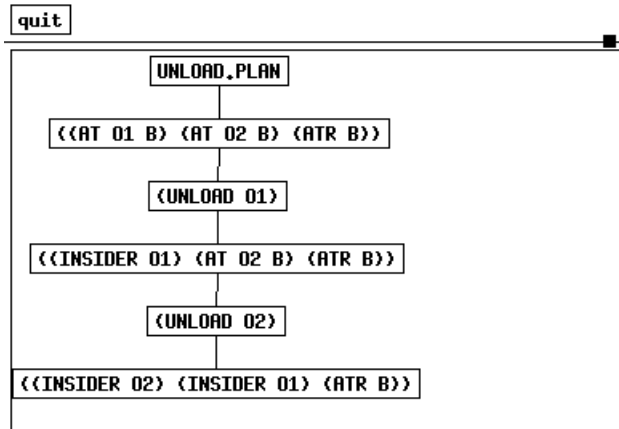 quit
UNLOAD.PLAN
((AT O1 B) (AT O2 B) (ATR B))
(UNLOAD O1)
((INSIDER O1) (AT O2 B) (ATR B))
(UNLOAD O2)
((INSIDER O2) (INSIDER O1) (ATR B))